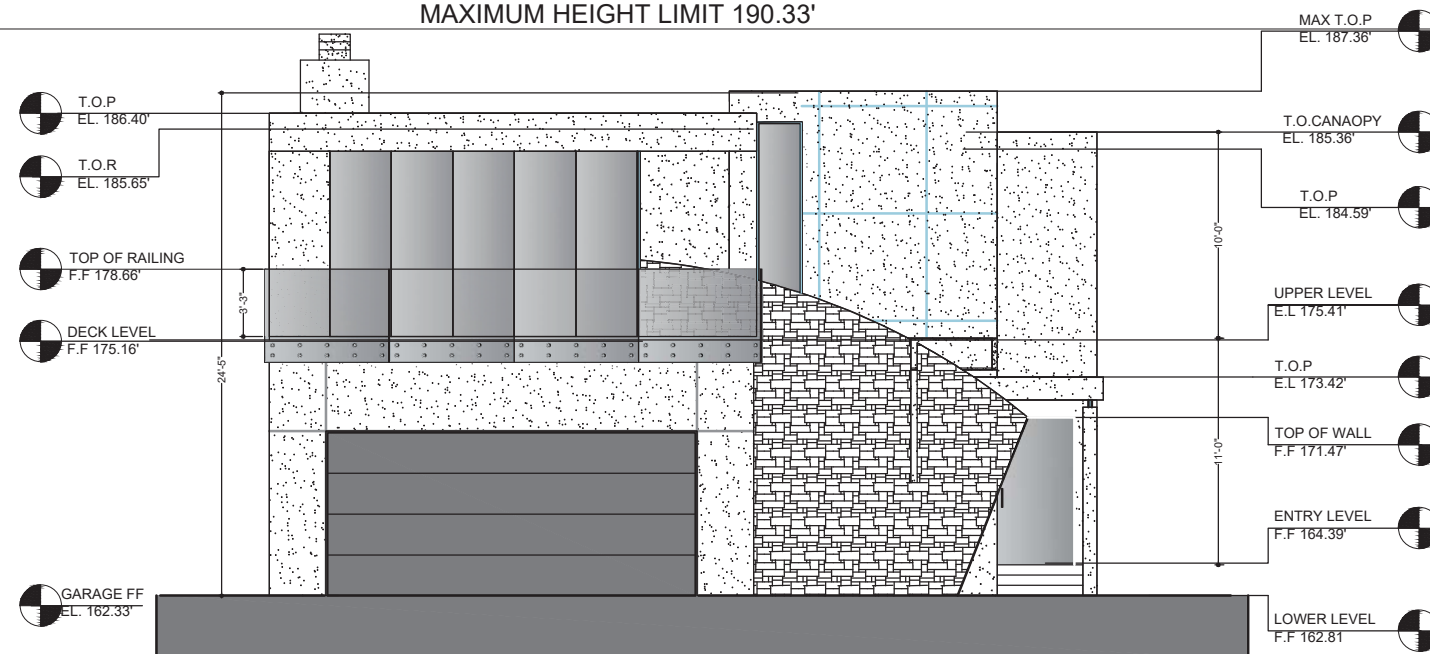 MAXIMUM HEIGHT LIMIT 190.33'
T.O.P
EL. 186.40'
T.O.R
EL. 185.65'
TOP OF RAILING
F.F 178.66'
DECK LEVEL
F.F 175.16'
GARAGE FF
EL. 162.33'
24'-5"
3'-3"
10'-0"
11'-0"
MAX T.O.P
EL. 187.36'
T.O.CANAOPY
EL. 185.36'
T.O.P
EL. 184.59'
UPPER LEVEL
E.L 175.41'
T.O.P
E.L 173.42'
TOP OF WALL
F.F 171.47'
ENTRY LEVEL
F.F 164.39'
LOWER LEVEL
F.F 162.81